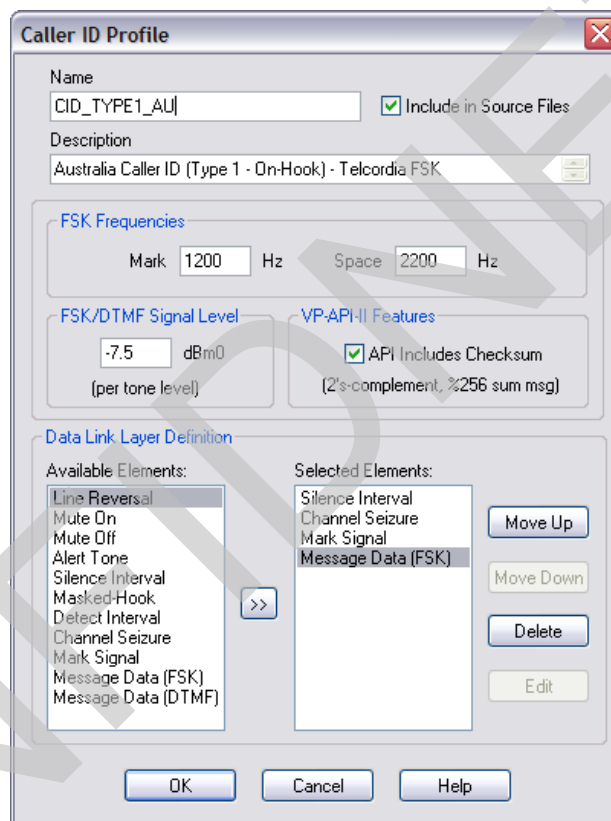 Caller ID Profile
Name
CID_TYPE1_AU
Include in Source Files
Description
Australia Caller ID (Type 1 - On-Hook) - Telcordia FSK
FSK Frequencies
Mark 1200 Hz Space 2200 Hz
FSK/DTMF Signal Level
-7.5 dBm0
(per tone level)
VP-API-II Features
API Includes Checksum
(2's-complement, %256 sum msg)
Data Link Layer Definition
Available Elements:
Line Reversal
Mute On
Mute Off
Alert Tone
Silence Interval
Masked-Hook
Detect Interval
Channel Seizure
Mark Signal
Message Data (FSK)
Message Data (DTMF)
>>
Selected Elements:
Silence Interval
Channel Seizure
Mark Signal
Message Data (FSK)
Move Up
Move Down
Delete
Edit
OK
Cancel
Help
NFIDNE